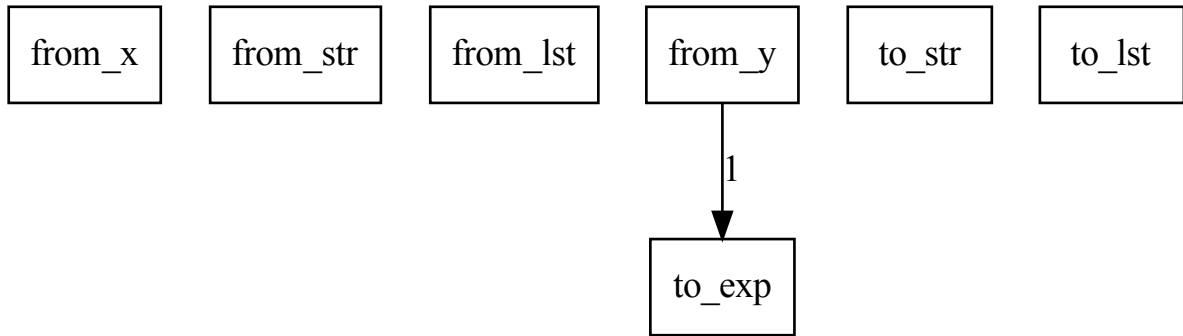 from_x
from_str
from_lst
from_y
to_str
to_lst
1
to_exp